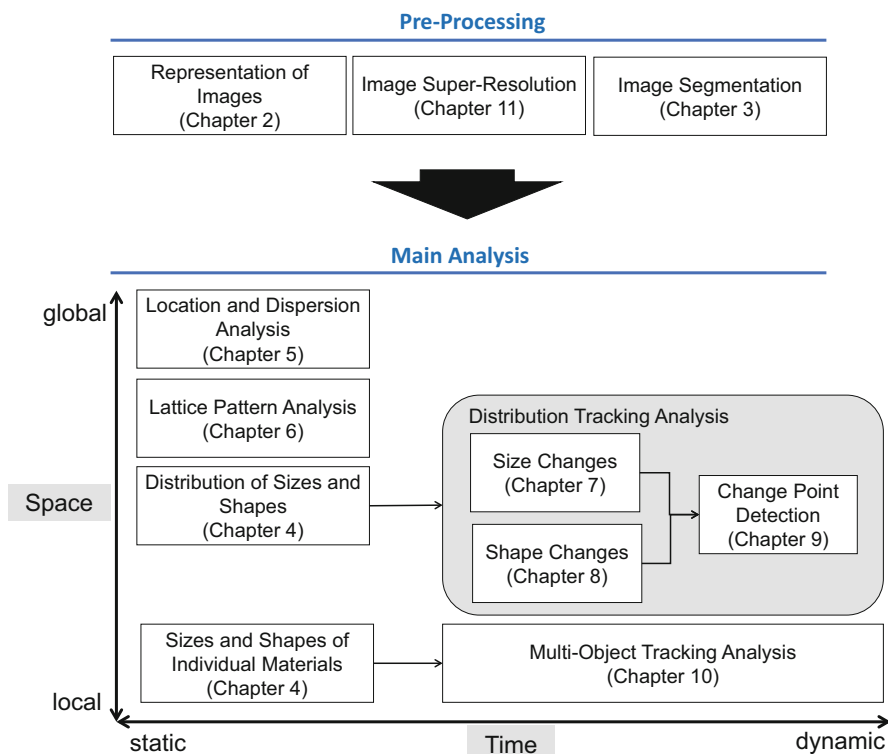 Pre-Processing
Representation of
Images
(Chapter 2)
Image Super-Resolution
(Chapter 11)
Image Segmentation
(Chapter 3)
Main Analysis
global
Location and Dispersion
Analysis
(Chapter 5)
Lattice Pattern Analysis
(Chapter 6)
Distribution of Sizes and
Shapes
(Chapter 4)
Distribution Tracking Analysis
Size Changes
(Chapter 7)
Shape Changes
(Chapter 8)
Change Point
Detection
(Chapter 9)
Space
Sizes and Shapes of
Individual Materials
(Chapter 4)
Multi-Object Tracking Analysis
(Chapter 10)
local
static
Time
dynamic